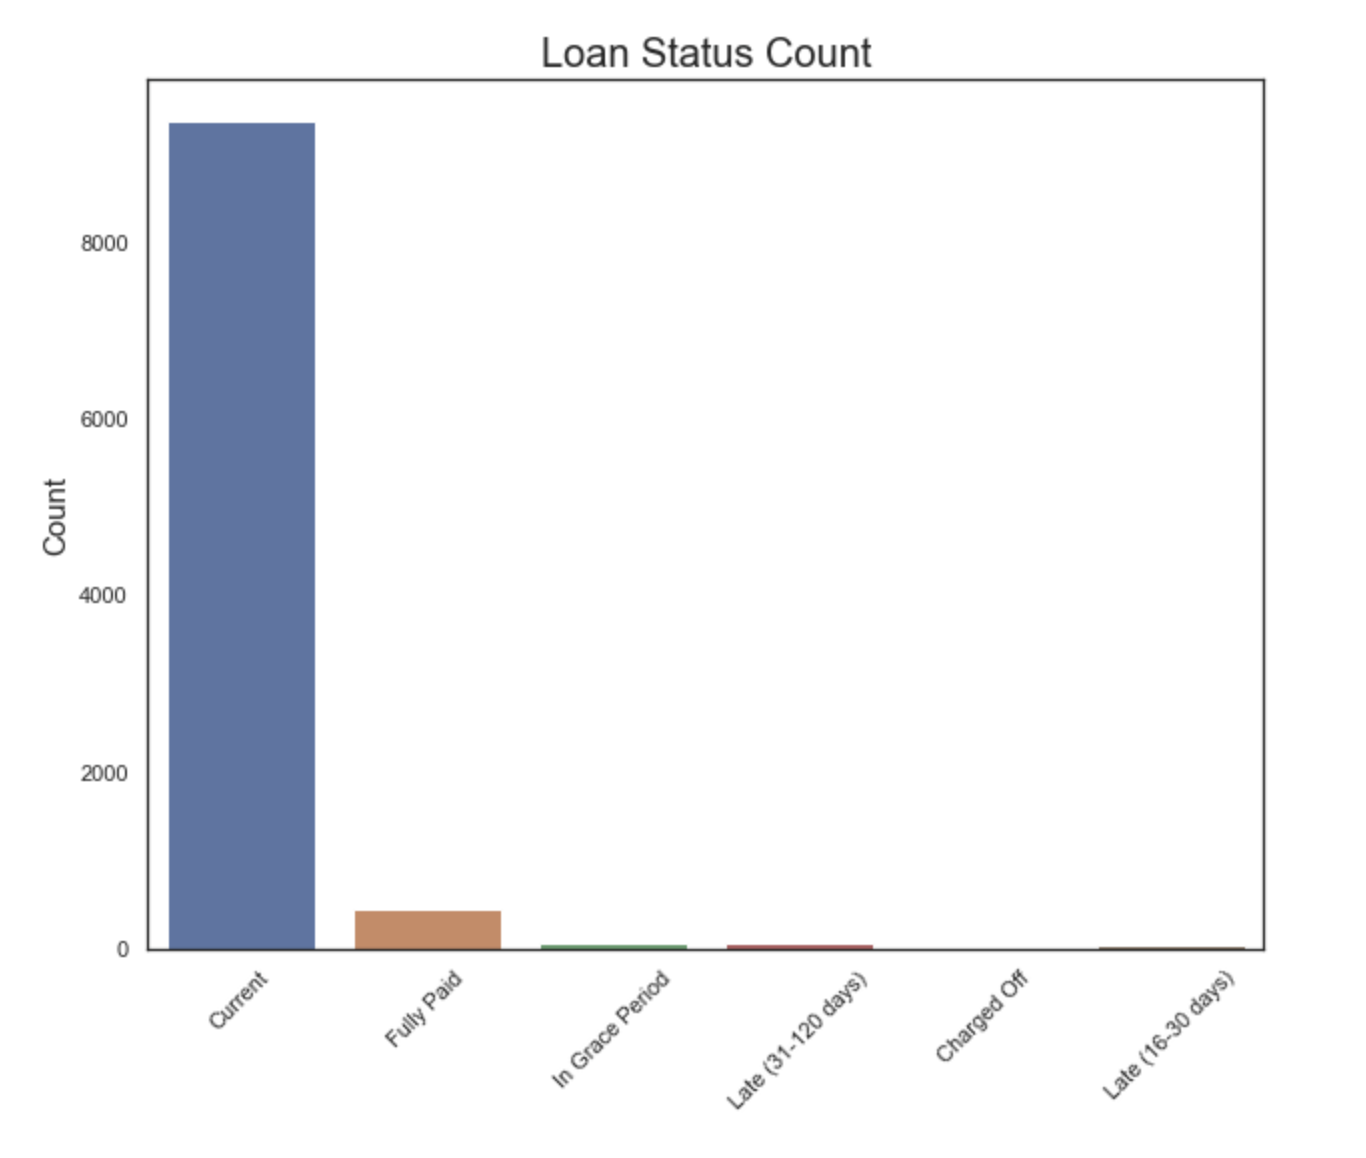 Loan Status Count
Count
8000
6000
4000
2000
0
Current
Fully Paid
In Grace Period
Late (31-120 days)
Charged Off
Late (16-30 days)